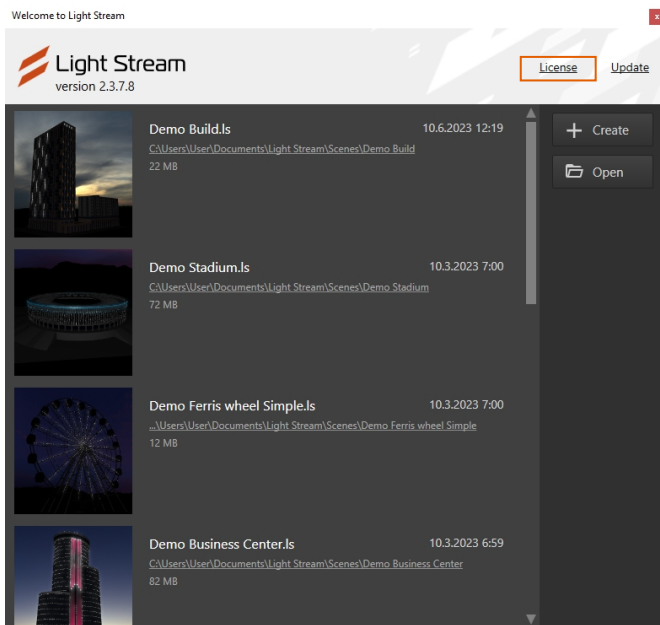 Welcome to Light Stream
x
Light Stream
version 2.3.7.8
License
Update
Demo Build.ls
10.6.2023 12:19
C:\Users\User\Documents\Light Stream\Scenes\Demo Build
22 MB
Create
Open
Demo Stadium.ls
10.3.2023 7:00
C:\Users\User\Documents\Light Stream\Scenes\Demo Stadium
72 MB
Demo Ferris wheel Simple.ls
10.3.2023 7:00
...\Users\User\Documents\Light Stream\Scenes\Demo Ferris wheel Simple
12 MB
Demo Business Center.ls
10.3.2023 6:59
C:\Users\User\Documents\Light Stream\Scenes\Demo Business Center
82 MB